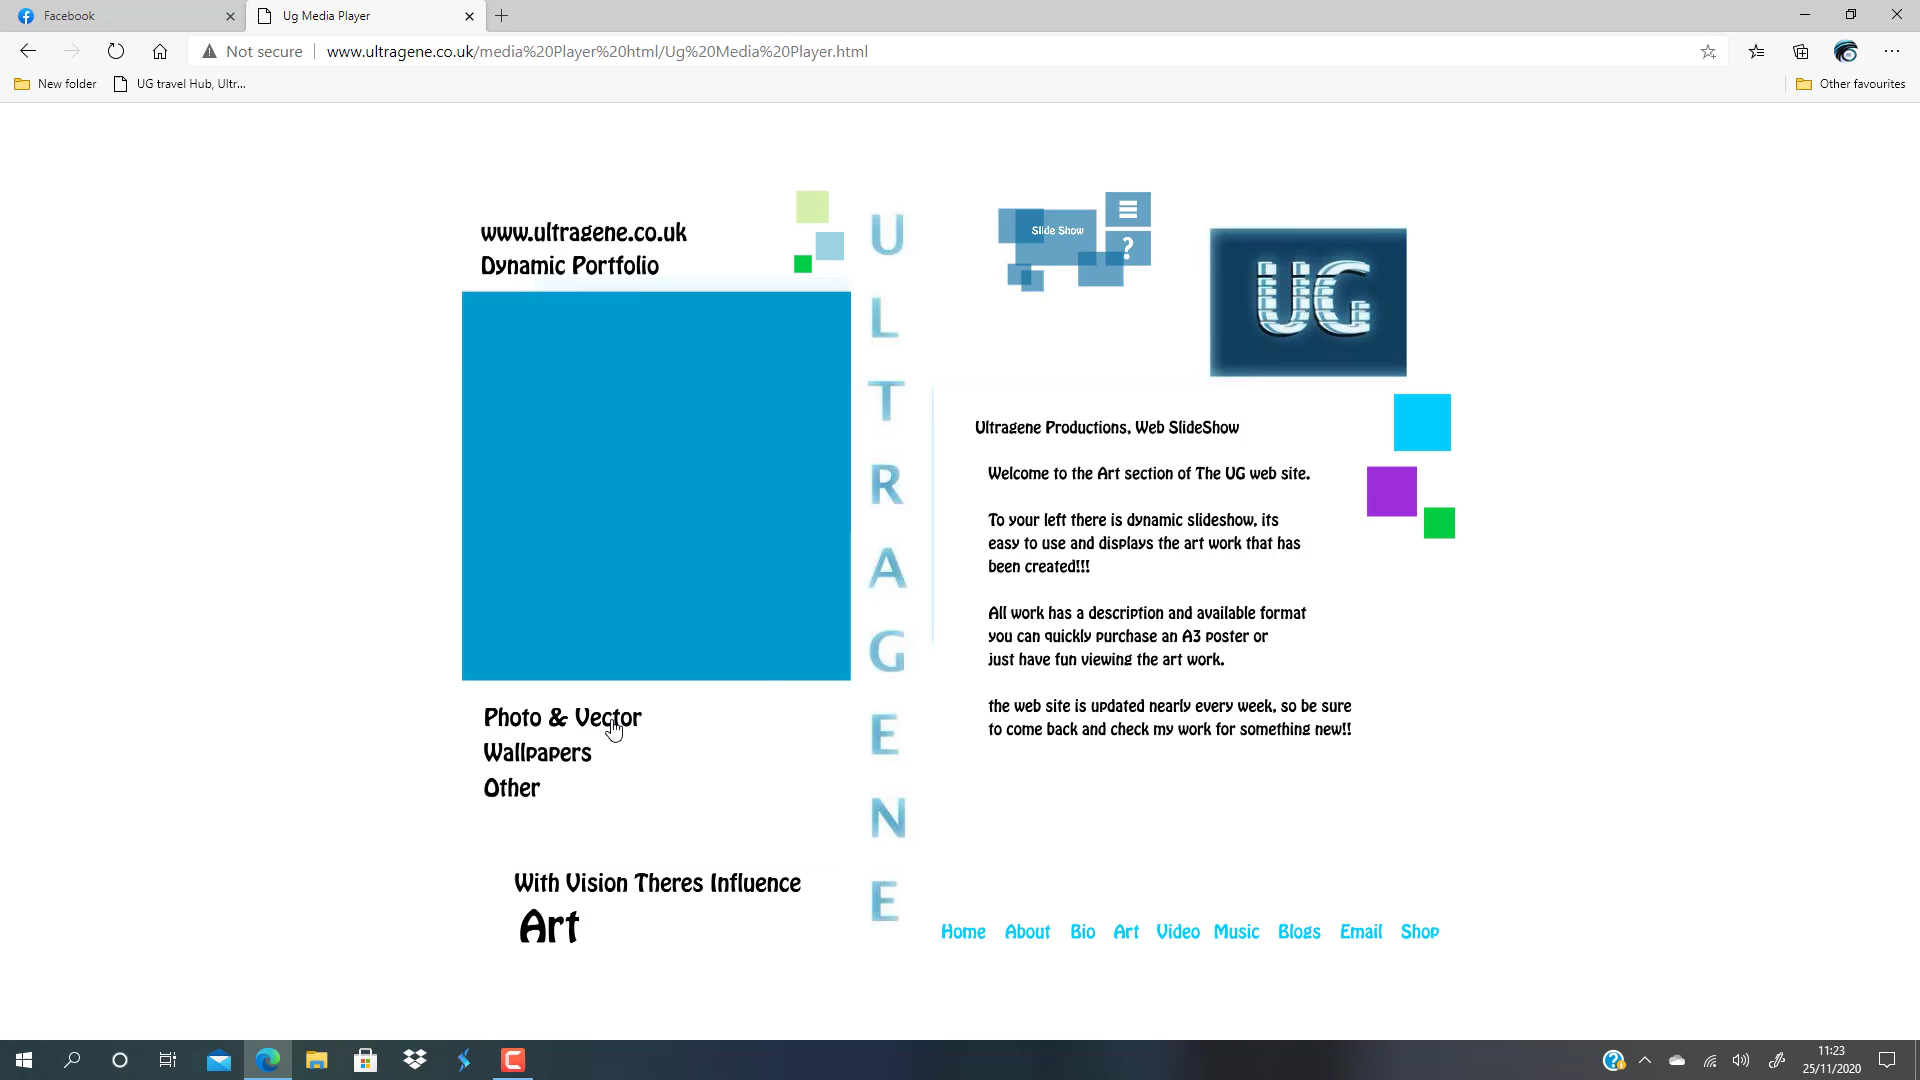 Facebook
Ug Media Player
Not secure
www.ultragene.co.uk/media%20Player%20html/Ug%20Media%20Player.html
New folder
UG travel Hub, Ultr...
Other favourites
www.ultragene.co.uk
Dynamic Portfolio
ULTRAGENE
Slide Show
?
UG
Ultragene Productions, Web SlideShow
Welcome to the Art section of The UG web site.
To your left there is dynamic slideshow, its
easy to use and displays the art work that has
been created!!!
All work has a description and available format
you can quickly purchase an A3 poster or
just have fun viewing the art work.
the web site is updated nearly every week, so be sure
to come back and check my work for something new!!
Photo & Vector
Wallpapers
Other
With Vision Theres Influence
Art
Home About Bio Art Video Music Blogs Email Shop
11:23
25/11/2020